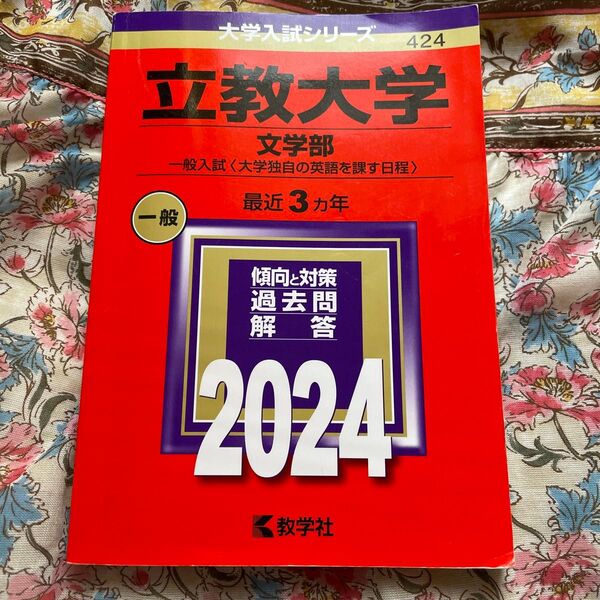 大学入試シリーズ
424
立教大学
文学部
一般入試〈大学独自の英語を課す日程〉
最近3ヵ年
一般
傾向と対策
過去問
解答
2024
教学社